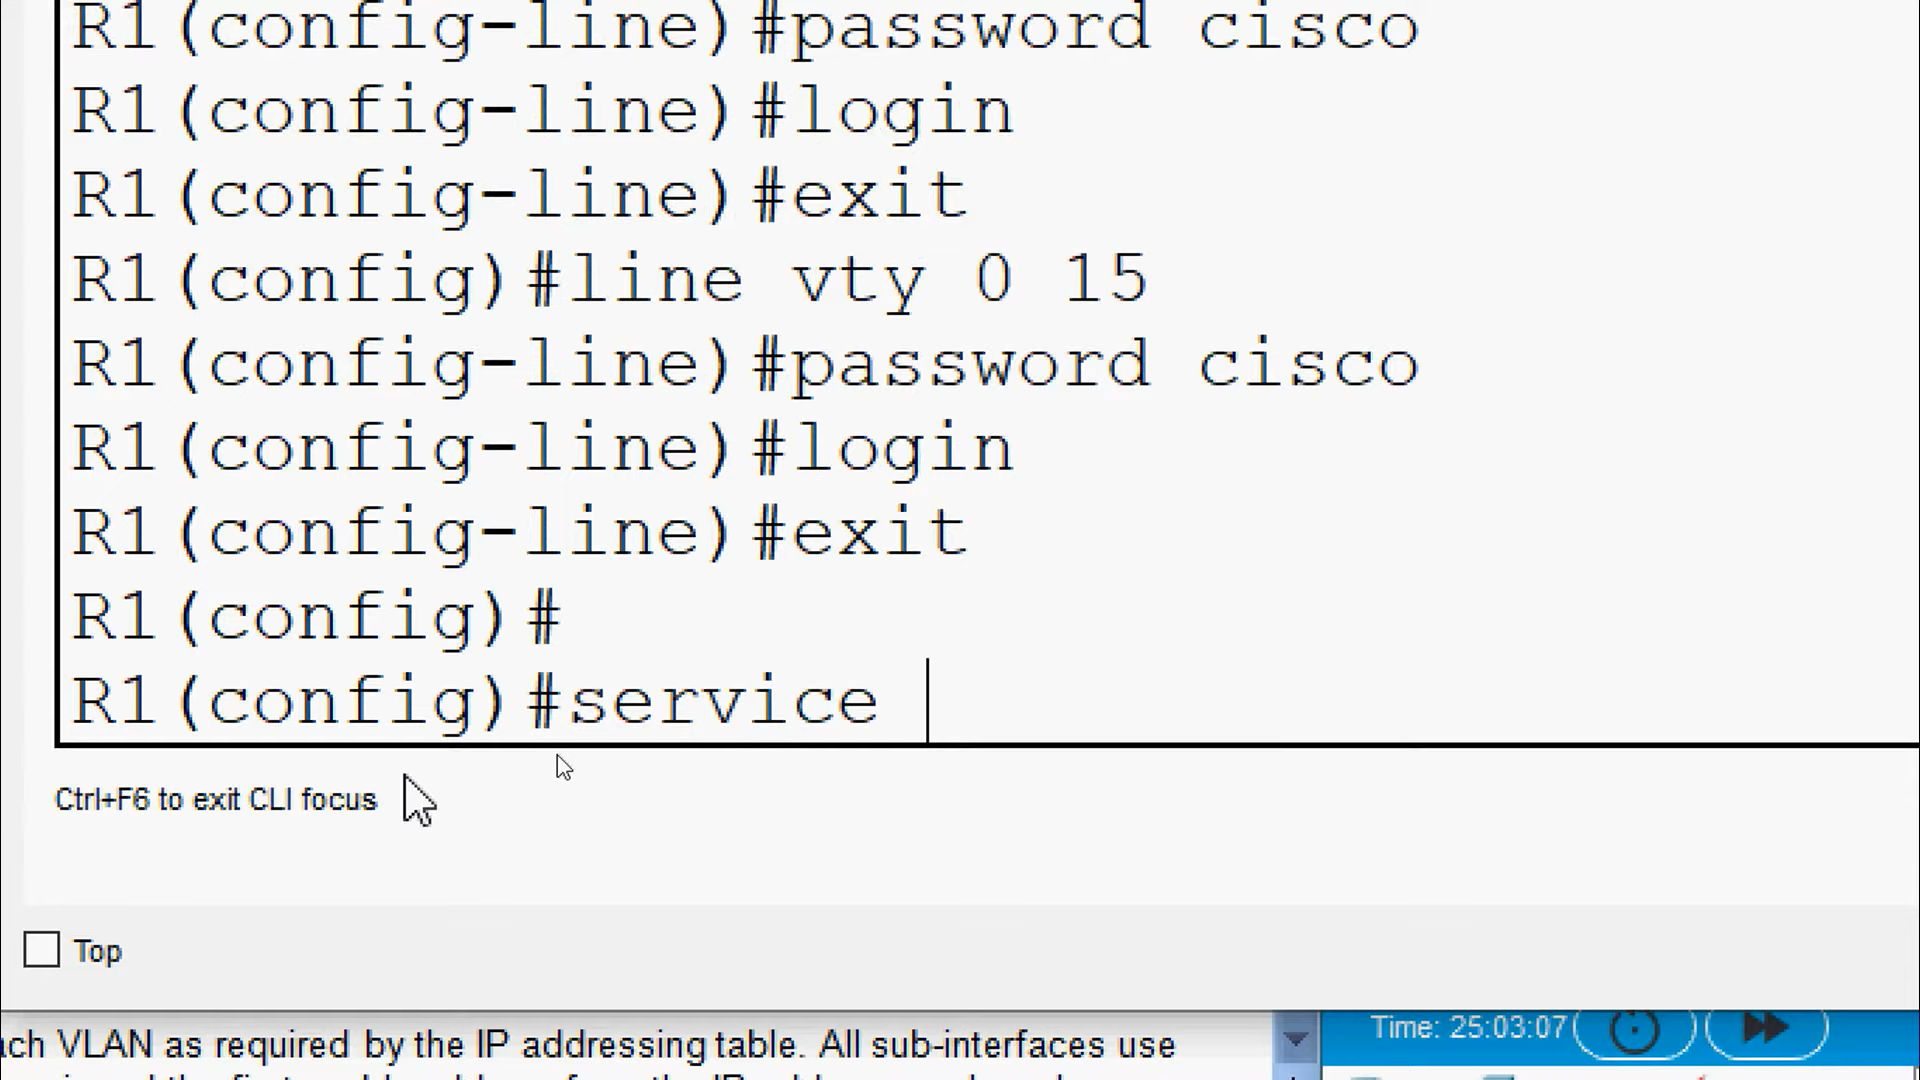 R1(config-line)#password cisco
R1(config-line)#login
R1(config-line)#exit
R1(config)#line vty 0 15
R1(config-line)#password cisco
R1(config-line)#login
R1(config-line)#exit
R1(config)#
R1(config)#service
Ctrl+F6 to exit CLI focus
Top
VLAN as required by the IP addressing table. All sub-interfaces use
Time: 25:03:07